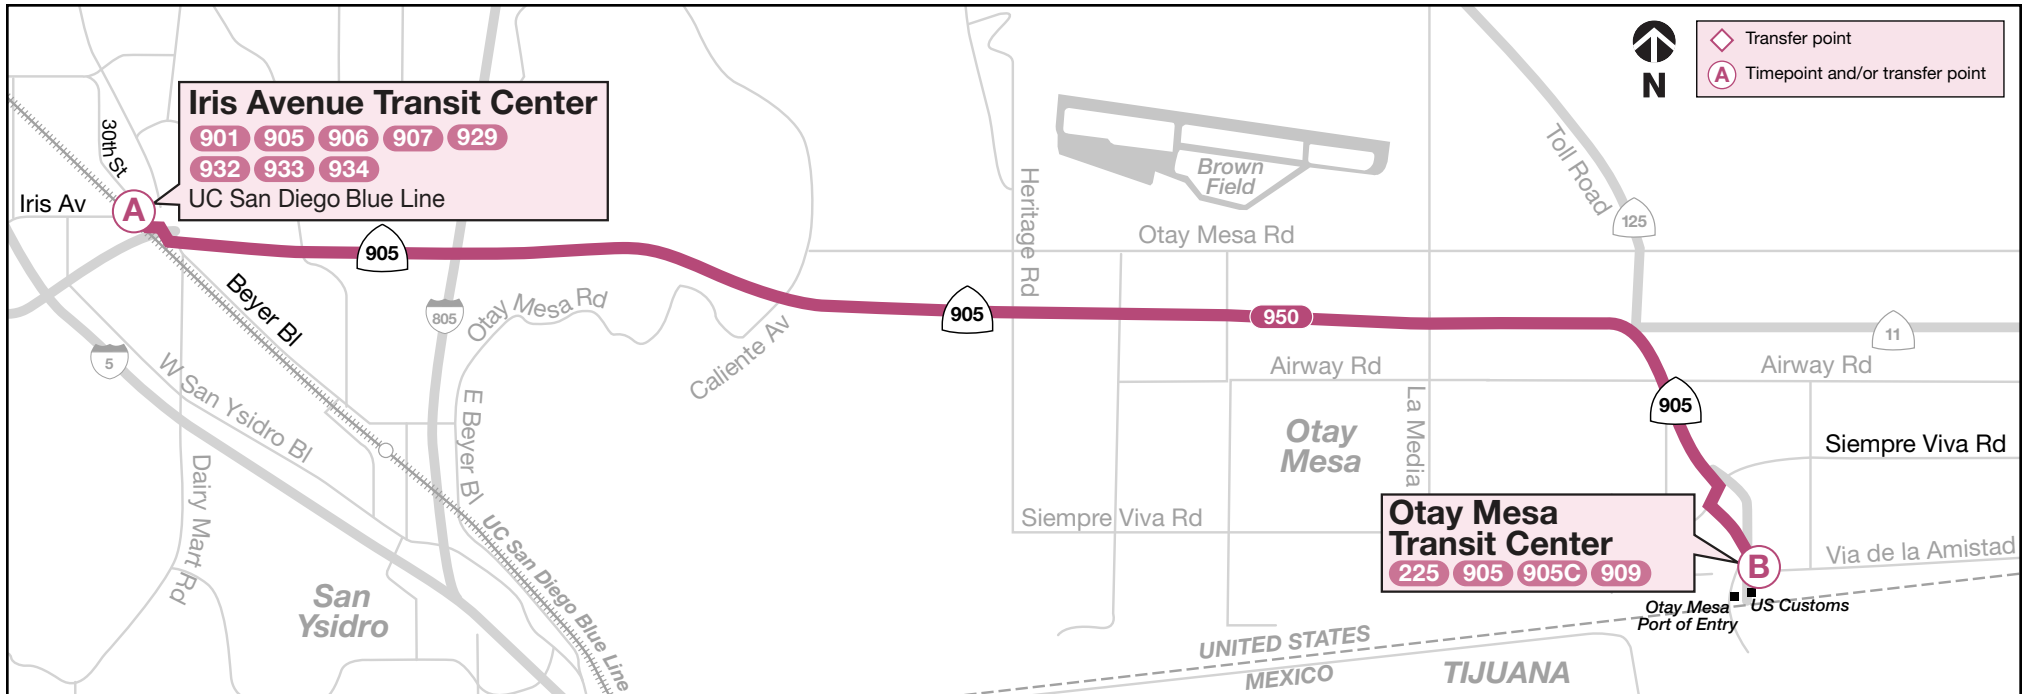 Transfer point
A Timepoint and/or transfer point
N
Iris Avenue Transit Center
901 905 906 907 929
932 933 934
UC San Diego Blue Line
30th St
Iris Av
A
905
Beyer Bl
805
5
Otay Mesa Rd
W San Ysidro Bl
E Beyer Bl
Dairy Mart Rd
UC San Diego Blue Line
San
Ysidro
Caliente Av
905
Heritage Rd
Brown
Field
Otay Mesa Rd
950
Toll Road
125
11
Airway Rd
Airway Rd
La Media
Otay
Mesa
905
Siempre Viva Rd
Siempre Viva Rd
Otay Mesa
Transit Center
225 905 905C 909
B
Via de la Amistad
Otay Mesa
Port of Entry
US Customs
UNITED STATES
MEXICO
TIJUANA